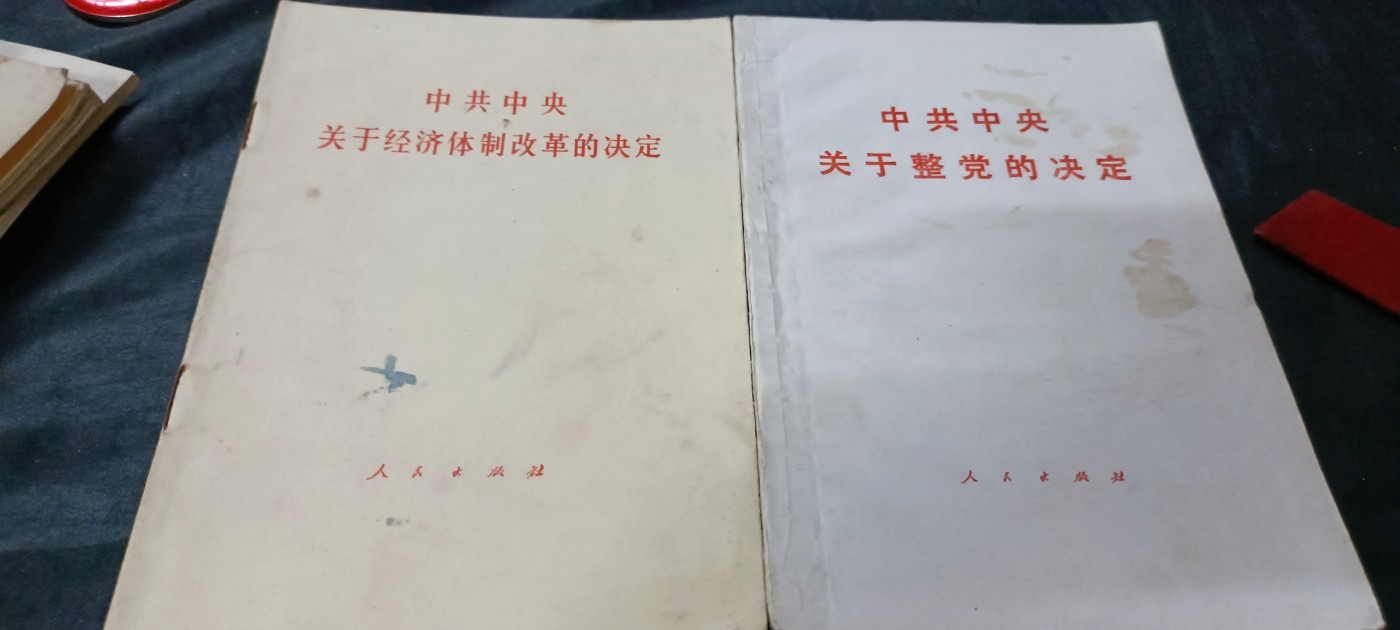 中共中央
关于经济体制改革的决定
人民出版社
中共中央
关于整党的决定
人民出版社